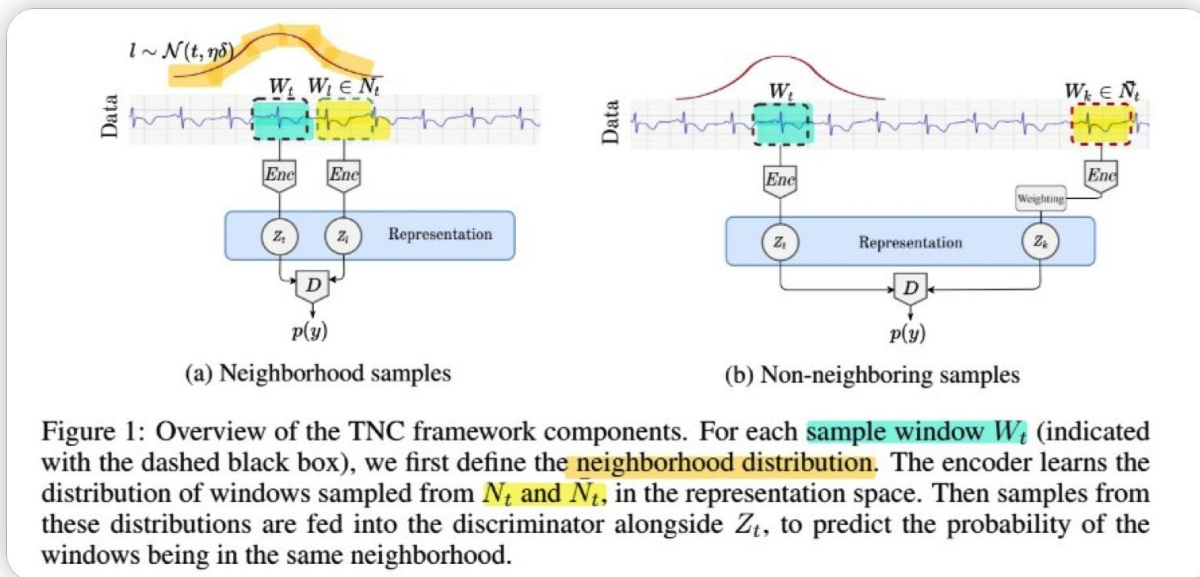 l ∼ N(t, ηδ)
W_t W_l ∈ N_t
Data
Enc Enc
Z_t Z_l Representation
D
p(y)
(a) Neighborhood samples
W_t W_k ∈ N̄_t
Data
Enc Enc
Weighting
Z_t Representation Z_k
D
p(y)
(b) Non-neighboring samples
Figure 1: Overview of the TNC framework components. For each sample window W_t (indicated
with the dashed black box), we first define the neighborhood distribution. The encoder learns the
distribution of windows sampled from N_t and N̄_t, in the representation space. Then samples from
these distributions are fed into the discriminator alongside Z_t, to predict the probability of the
windows being in the same neighborhood.